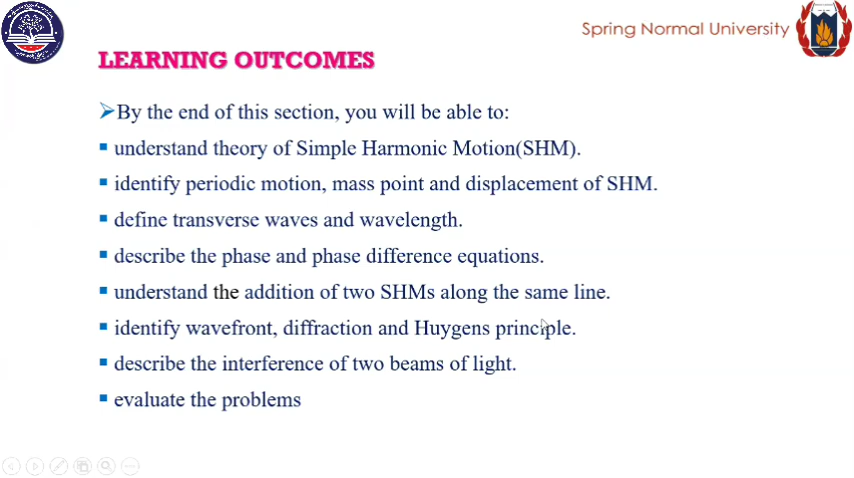 Spring Normal University
LEARNING OUTCOMES
By the end of this section, you will be able to:
understand theory of Simple Harmonic Motion(SHM).
identify periodic motion, mass point and displacement of SHM.
define transverse waves and wavelength.
describe the phase and phase difference equations.
understand the addition of two SHMs along the same line.
identify wavefront, diffraction and Huygens principle.
describe the interference of two beams of light.
evaluate the problems